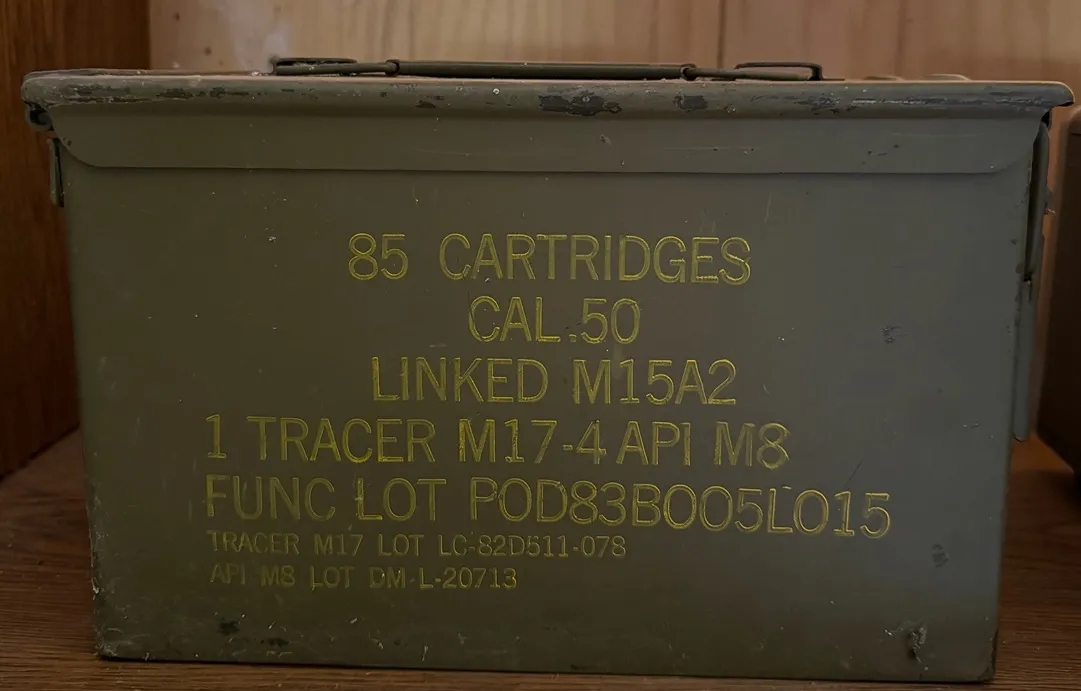 85 CARTRIDGES
CAL .50
LINKED M15A2
1 TRACER M17-4 API M8
FUNC LOT POD83B005L015
TRACER M17 LOT LC-82D511-078
API M8 LOT DM-L-20713